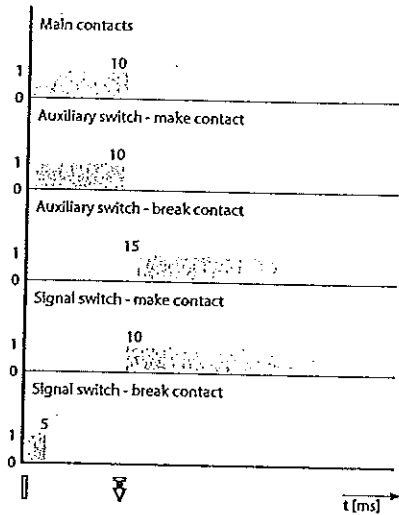 Main contacts
10
1
0
Auxiliary switch - make contact
10
1
0
Auxiliary switch - break contact
15
1
0
Signal switch - make contact
10
1
0
Signal switch - break contact
5
1
0
t [ms]